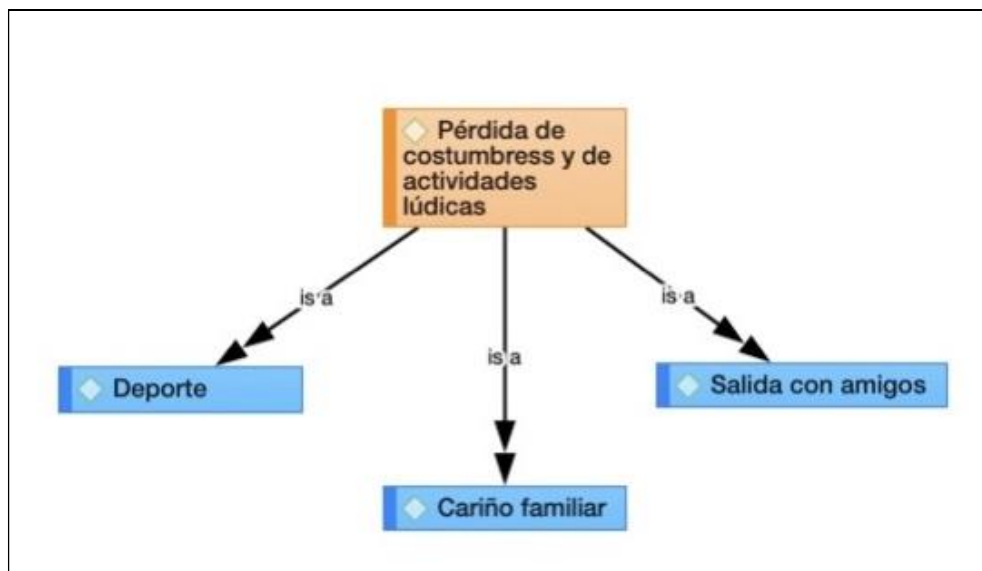 Pérdida de
costumbress y de
actividades
lúdicas
is a
is a
is a
Deporte
Salida con amigos
Cariño familiar